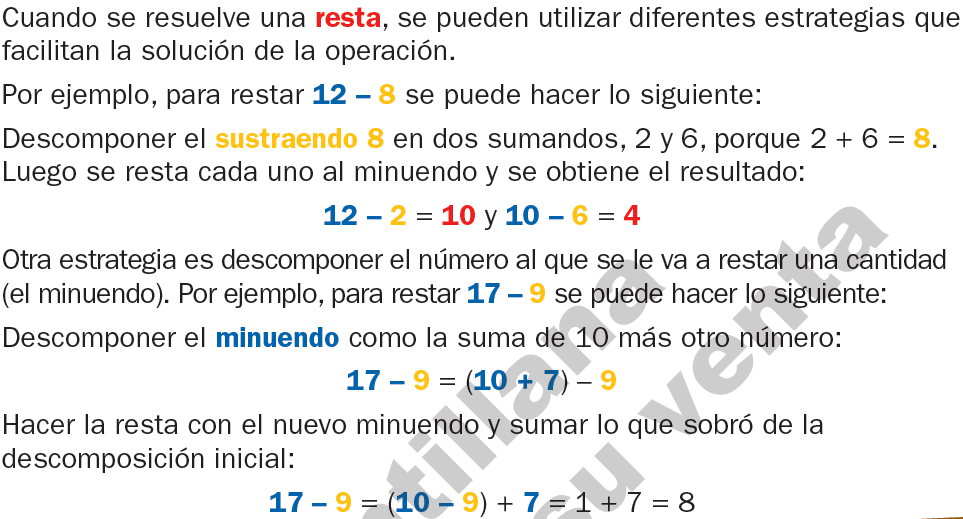 Cuando se resuelve una resta, se pueden utilizar diferentes estrategias que
facilitan la solución de la operación.
Por ejemplo, para restar 12 – 8 se puede hacer lo siguiente:
Descomponer el sustraendo 8 en dos sumandos, 2 y 6, porque 2 + 6 = 8.
Luego se resta cada uno al minuendo y se obtiene el resultado:
12 – 2 = 10 y 10 – 6 = 4
Otra estrategia es descomponer el número al que se le va a restar una cantidad
(el minuendo). Por ejemplo, para restar 17 – 9 se puede hacer lo siguiente:
Descomponer el minuendo como la suma de 10 más otro número:
17 – 9 = (10 + 7) – 9
Hacer la resta con el nuevo minuendo y sumar lo que sobró de la
descomposición inicial:
17 – 9 = (10 – 9) + 7 = 1 + 7 = 8
su venta